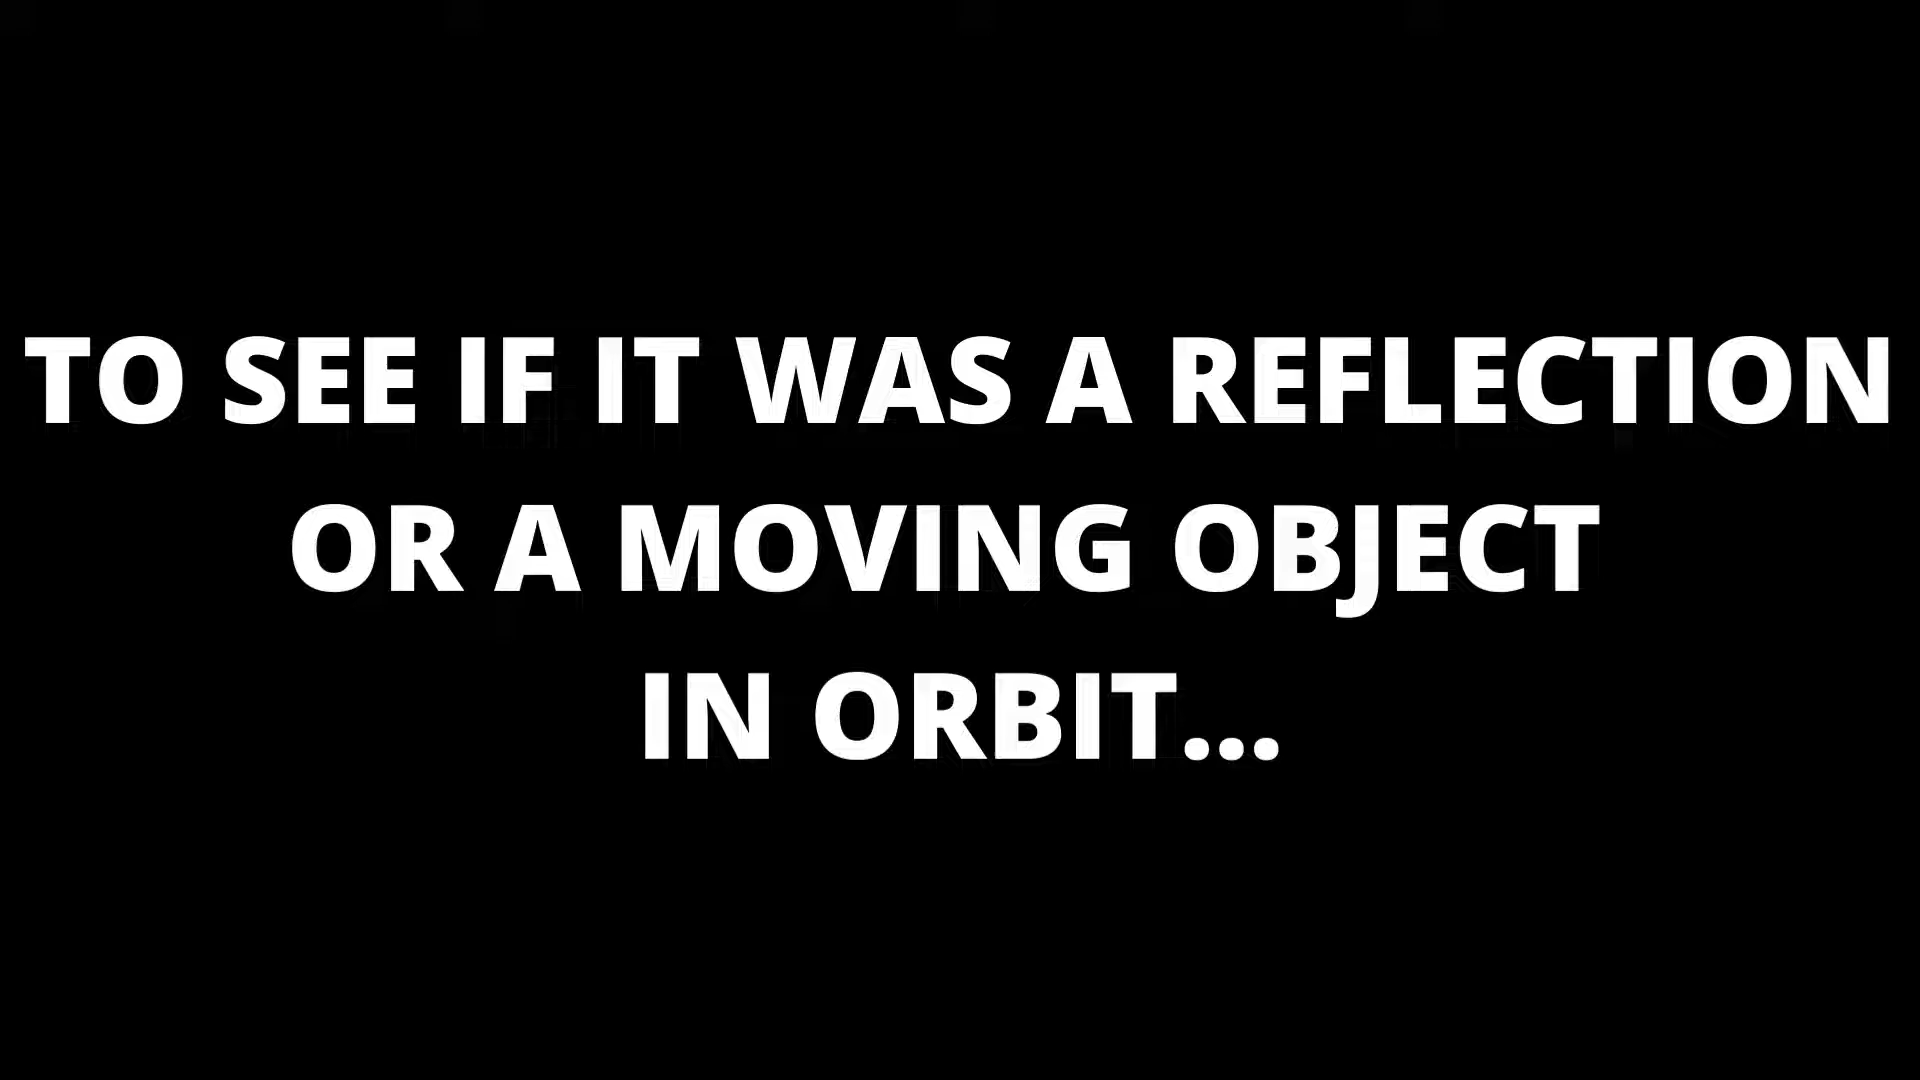 TO SEE IF IT WAS A REFLECTION
OR A MOVING OBJECT
IN ORBIT...